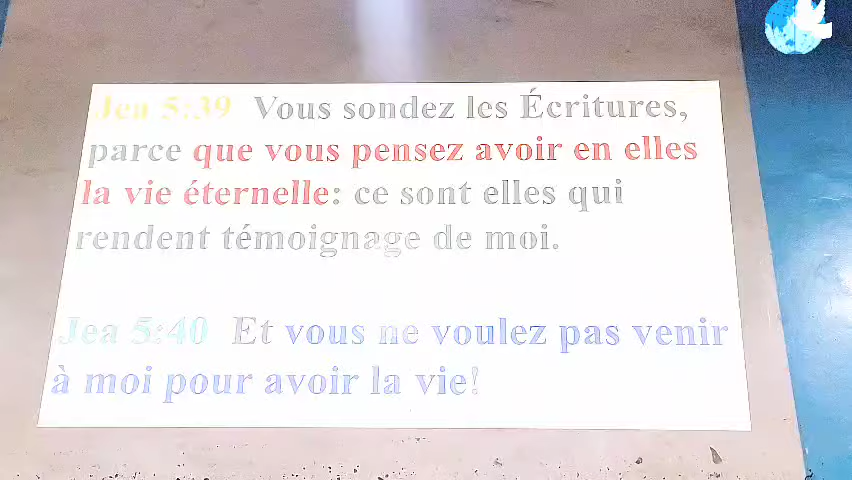 Jea 5:39 Vous sondez les Écritures,
parce que vous pensez avoir en elles
la vie éternelle: ce sont elles qui
rendent témoignage de moi.
Jea 5:40 Et vous ne voulez pas venir
à moi pour avoir la vie!